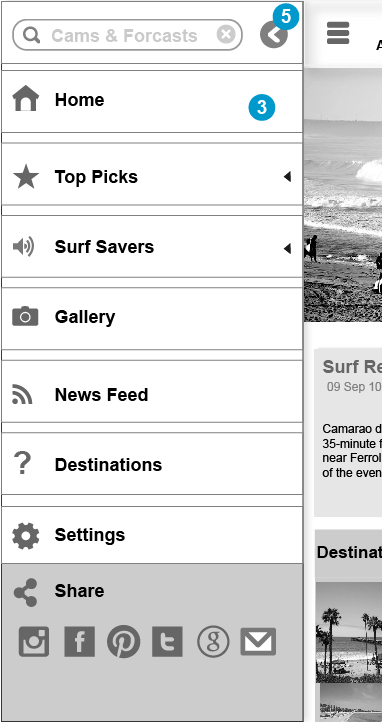 Cams & Forcasts
5
A
Home
3
Top Picks
Surf Savers
Gallery
News Feed
? Destinations
Settings
Share
f t g
Surf Re
09 Sep 10
Camarao d
35-minute f
near Ferrol
of the even
Destinat